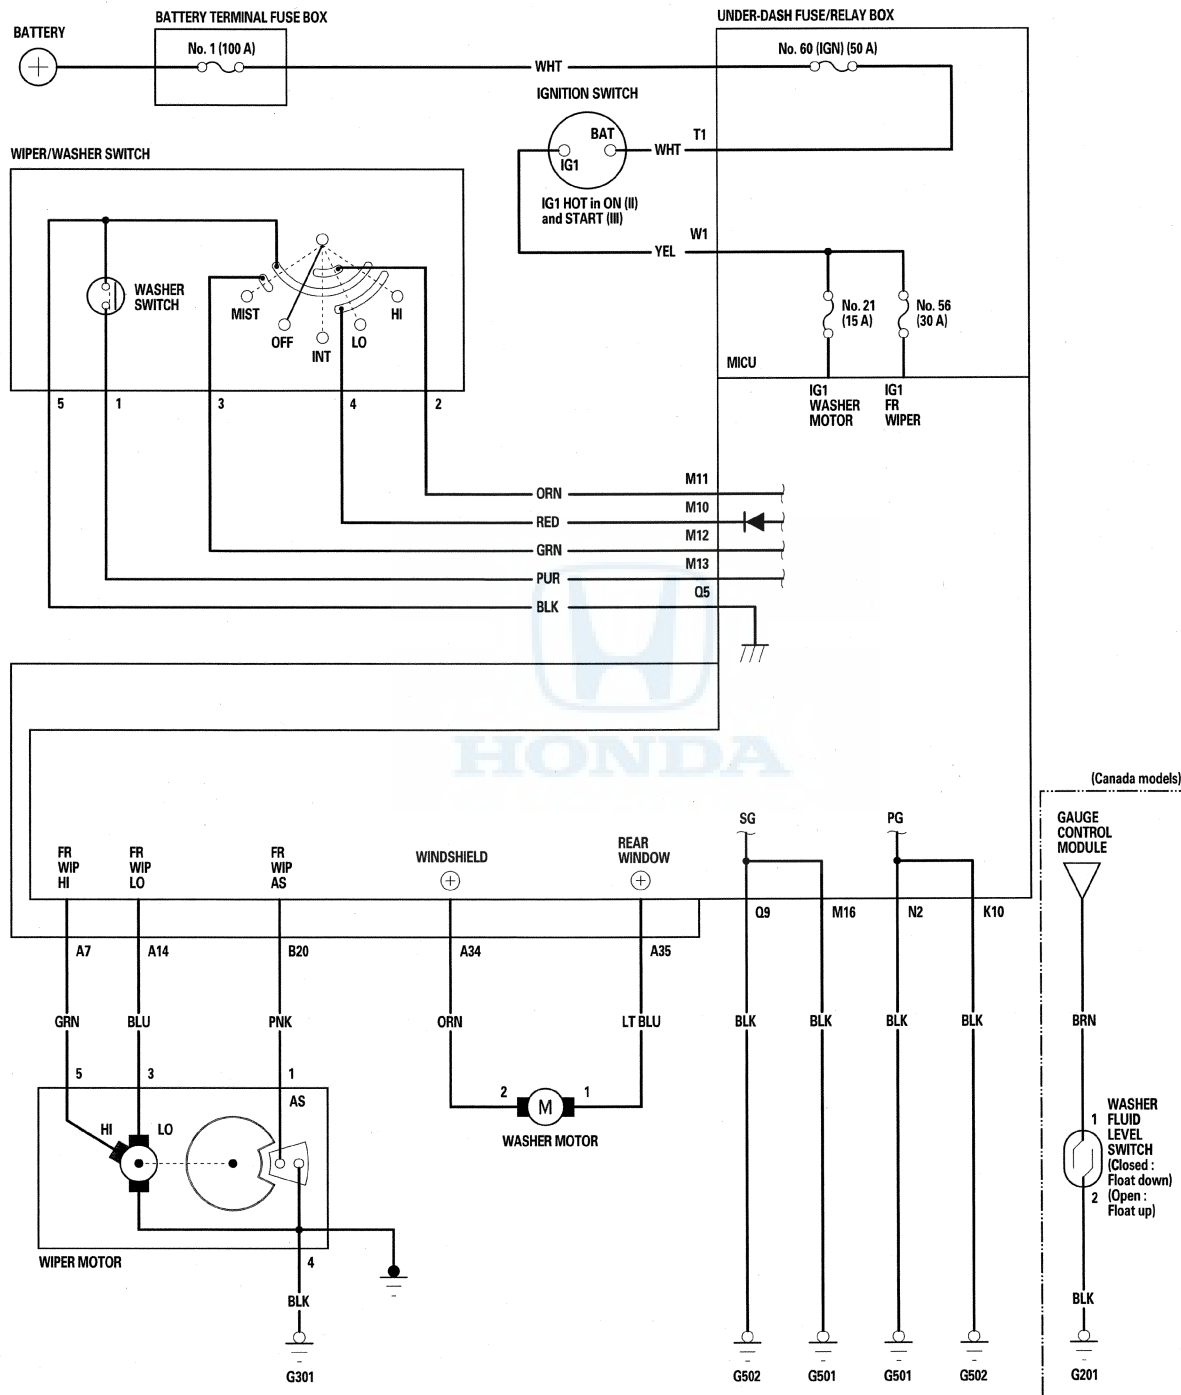 BATTERY TERMINAL FUSE BOX
UNDER-DASH FUSE/RELAY BOX
BATTERY
No. 1 (100 A)
No. 60 (IGN) (50 A)
WHT
IGNITION SWITCH
BAT
T1
WHT
IG1
WIPER/WASHER SWITCH
IG1 HOT in ON (II)
and START (III)
W1
YEL
WASHER
SWITCH
MIST
OFF
INT
LO
HI
No. 21
(15 A)
No. 56
(30 A)
MICU
IG1
WASHER
MOTOR
IG1
FR
WIPER
5
1
3
4
2
M11
ORN
M10
RED
M12
GRN
M13
PUR
Q5
BLK
HONDA
(Canada models)
GAUGE
CONTROL
MODULE
SG
PG
FR
WIP
HI
FR
WIP
LO
FR
WIP
AS
WINDSHIELD
REAR
WINDOW
Q9
M16
N2
K10
A7
A14
B20
A34
A35
GRN
BLU
PNK
ORN
LT BLU
BLK
BLK
BLK
BLK
BRN
5
3
1
AS
HI
LO
2
M
1
WASHER MOTOR
1
WASHER
FLUID
LEVEL
SWITCH
(Closed :
Float down)
2
(Open :
Float up)
WIPER MOTOR
4
BLK
BLK
G301
G502
G501
G501
G502
G201